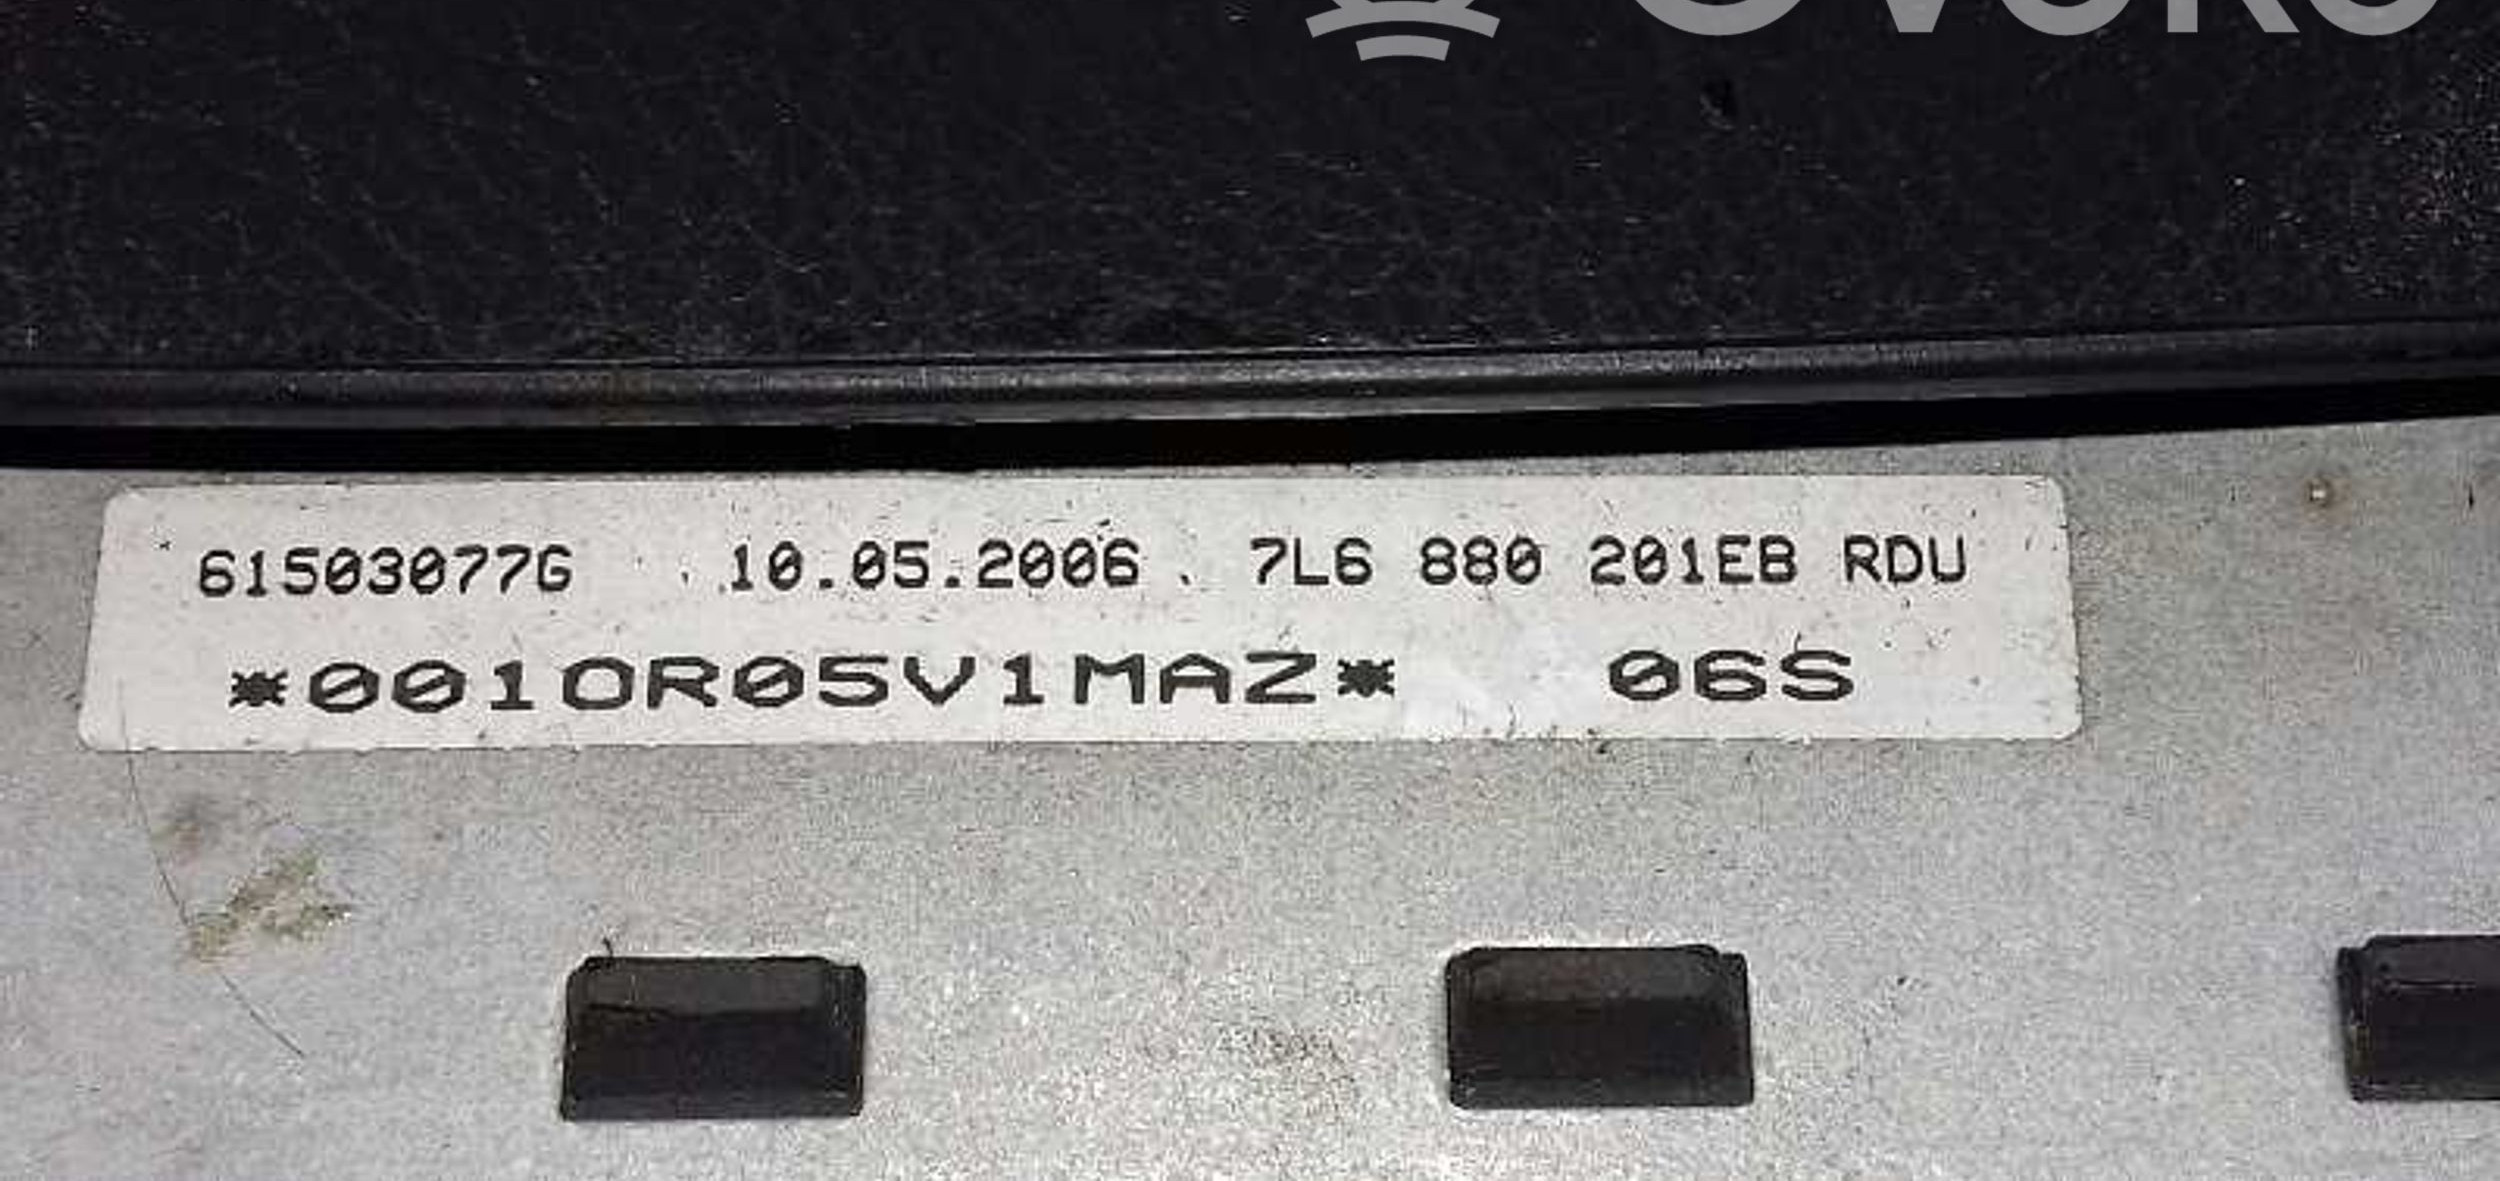 61503077G 10.05.2006 7L6 880 201EB RDU
*0010R05V1MAZ* 06S